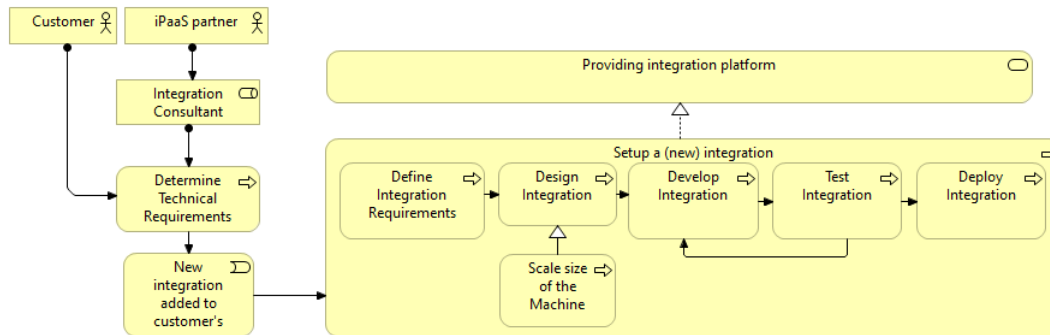 Customer
iPaaS partner
Integration
Consultant
Determine
Technical
Requirements
New
integration
added to
customer's
Providing integration platform
Setup a (new) integration
Define
Integration
Requirements
Design
Integration
Develop
Integration
Test
Integration
Deploy
Integration
Scale size
of the
Machine